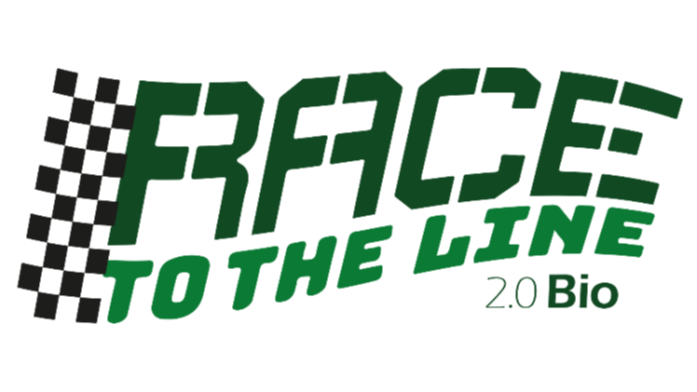 RACE
TO THE LINE
2.0 Bio